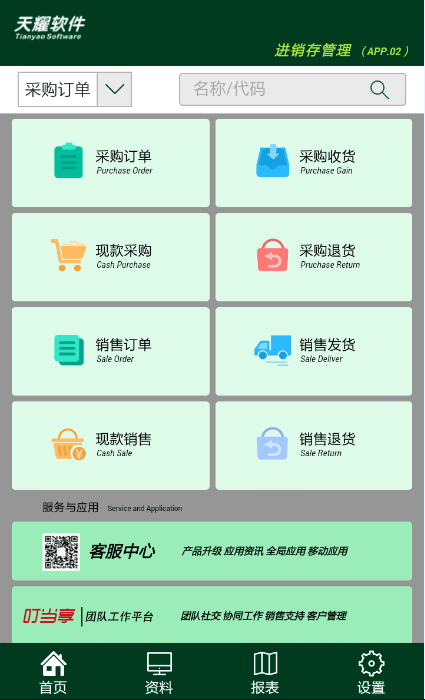 天耀软件
Tianyao Software
进销存管理 （APP.02）
采购订单
名称/代码
采购订单
Purchase Order
采购收货
Purchase Gain
现款采购
Cash Purchase
采购退货
Pruchase Return
销售订单
Sale Order
销售发货
Sale Deliver
现款销售
Cash Sale
销售退货
Sale Return
服务与应用 Service and Application
客服中心 产品升级 应用资讯 全局应用 移动应用
叮当享 团队工作平台 团队社交 协同工作 销售支持 客户管理
首页 资料 报表 设置